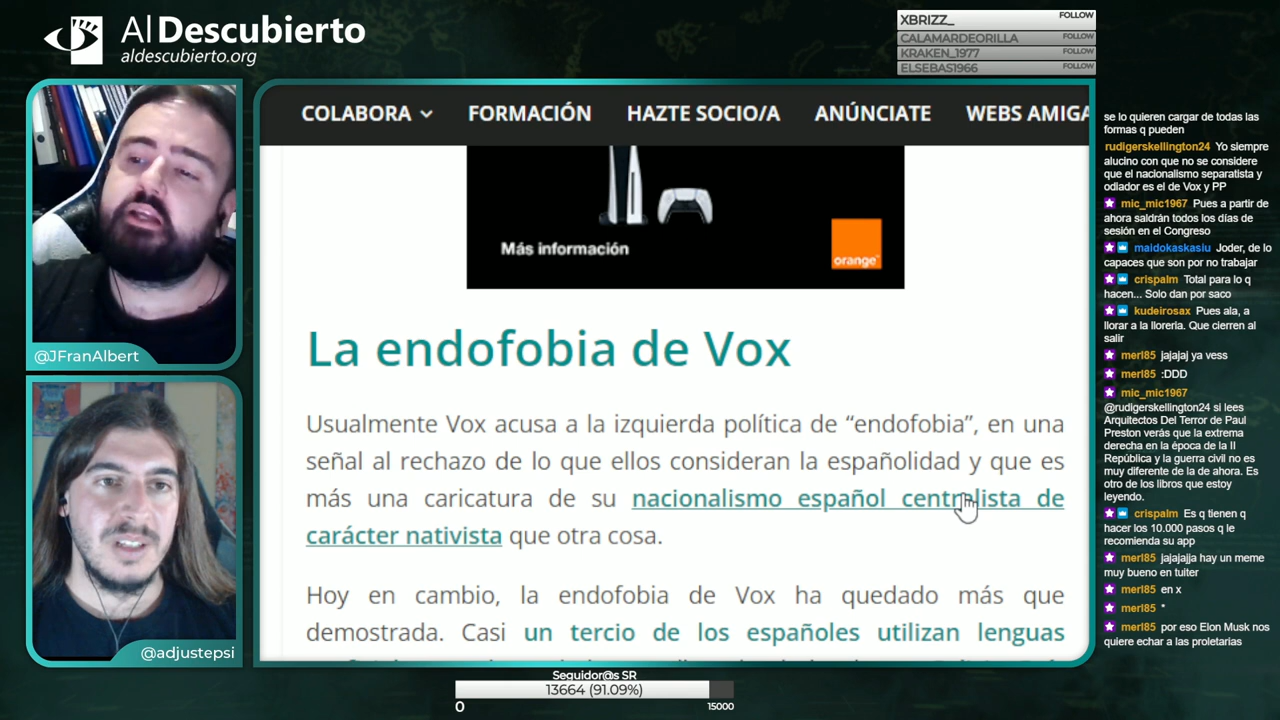 Al Descubierto
aldescubierto.org
XBRIZZ_ FOLLOW
CALAMARDEORILLA FOLLOW
KRAKEN_1977 FOLLOW
ELSEBAS1966 FOLLOW
COLABORA FORMACIÓN HAZTE SOCIO/A ANÚNCIATE WEBS AMIGA
Más información
orange
La endofobia de Vox
Usualmente Vox acusa a la izquierda política de “endofobia”, en una
señal al rechazo de lo que ellos consideran la españolidad y que es
más una caricatura de su nacionalismo español centralista de
carácter nativista que otra cosa.
Hoy en cambio, la endofobia de Vox ha quedado más que
demostrada. Casi un tercio de los españoles utilizan lenguas
@JFranAlbert
@adjustepsi
se lo quieren cargar de todas las
formas q pueden
rudigerskellington24 Yo siempre
alucino con que no se considere
que el nacionalismo separatista y
odiador es el de Vox y PP
mic_mic1967 Pues a partir de
ahora saldrán todos los días de
sesión en el Congreso
maidokaskasiu Joder, de lo
capaces que son por no trabajar
crispalm Total para lo q
hacen... Solo dan por saco
kudeirosax Pues ala, a
llorar a la lloreria. Que cierren al
salir
merl85 jajajaj ya vess
merl85 :DDD
mic_mic1967
@rudigerskellington24 si lees
Arquitectos Del Terror de Paul
Preston verás que la extrema
derecha en la época de la II
República y la guerra civil no es
muy diferente de la de ahora. Es
otro de los libros que estoy
leyendo.
crispalm Es q tienen q
hacer los 10.000 pasos q le
recomienda su app
merl85 jajajajja hay un meme
muy bueno en tuiter
merl85 en x
merl85 *
merl85 por eso Elon Musk nos
quiere echar a las proletarias
Seguidor@s SR
13664 (91.09%)
0 15000